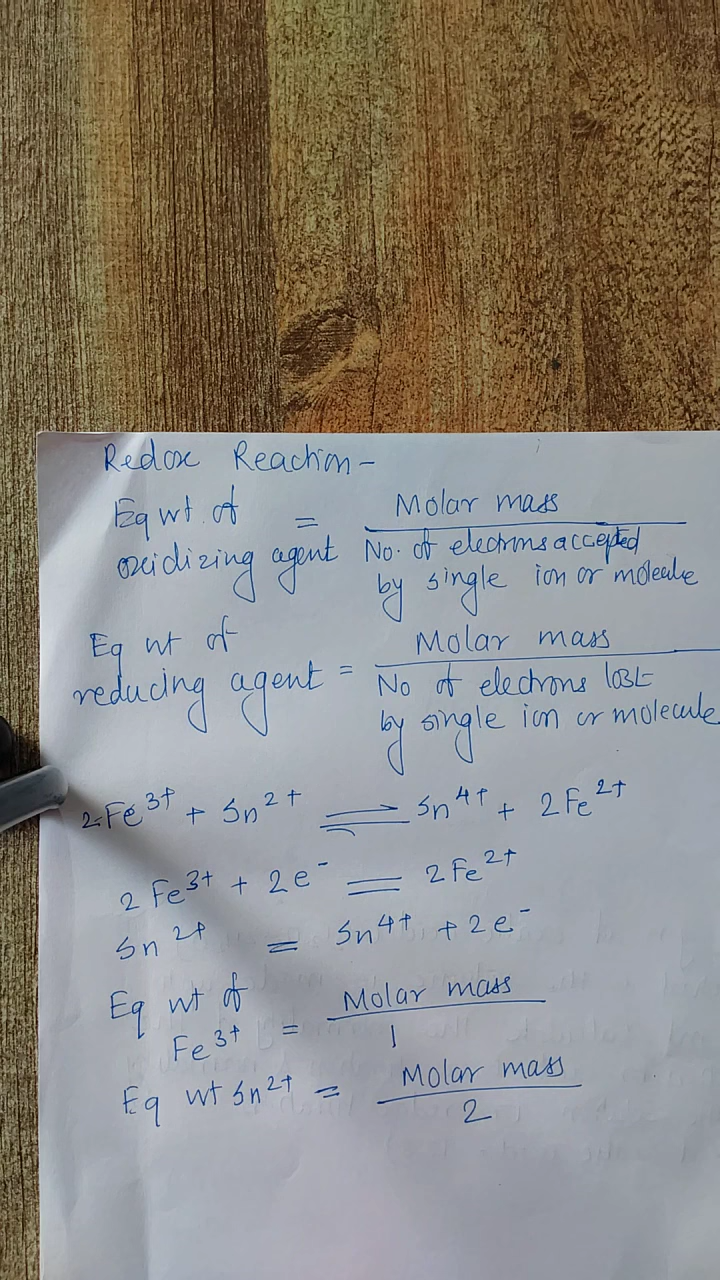 Redox Reaction -
Eq wt. of oxidizing agent = Molar mass / No. of electrons accepted by single ion or molecule
Eq wt of reducing agent = Molar mass / No of electrons lost by single ion or molecule
2Fe³⁺ + Sn²⁺ ⇌ Sn⁴⁺ + 2Fe²⁺
2Fe³⁺ + 2e⁻ = 2Fe²⁺
Sn²⁺ = Sn⁴⁺ + 2e⁻
Eq wt of Fe³⁺ = Molar mass / 1
Eq wt Sn²⁺ = Molar mass / 2